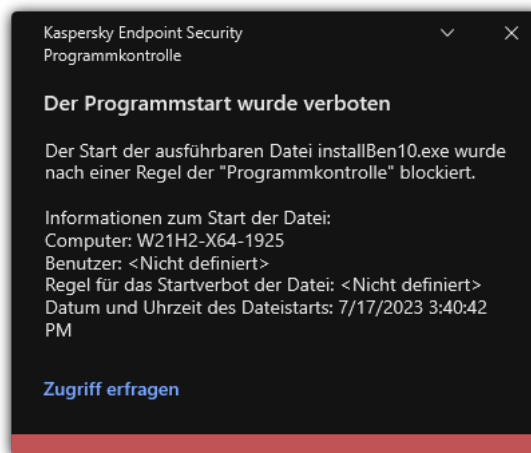 Kaspersky Endpoint Security
Programmkontrolle
Der Programmstart wurde verboten
Der Start der ausführbaren Datei installBen10.exe wurde
nach einer Regel der "Programmkontrolle" blockiert.
Informationen zum Start der Datei:
Computer: W21H2-X64-1925
Benutzer: <Nicht definiert>
Regel für das Startverbot der Datei: <Nicht definiert>
Datum und Uhrzeit des Dateistarts: 7/17/2023 3:40:42
PM
Zugriff erfragen